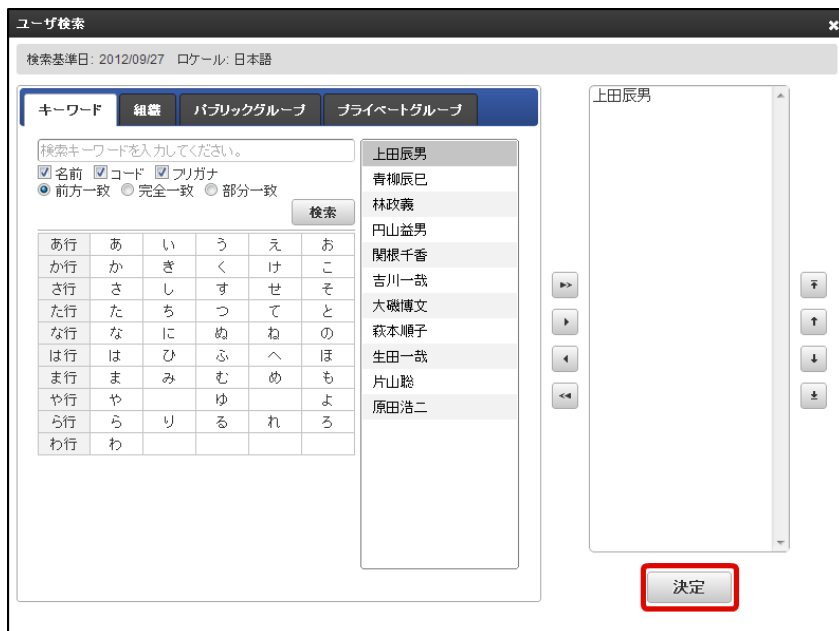 ユーザ検索
検索基準日: 2012/09/27 ロケール: 日本語
キーワード 組織 パブリックグループ プライベートグループ
検索キーワードを入力してください。
名前 コード フリガナ
前方一致 完全一致 部分一致
検索
あ行 あ い う え お
か行 か き く け こ
さ行 さ し す せ そ
た行 た ち つ て と
な行 な に ぬ ね の
は行 は ひ ふ へ ほ
ま行 ま み む め も
や行 や ゆ よ
ら行 ら り る れ ろ
わ行 わ
上田辰男
青柳辰巳
林政義
円山益男
関根千香
吉川一哉
大磯博文
萩本順子
生田一哉
片山聡
原田浩二
上田辰男
決定